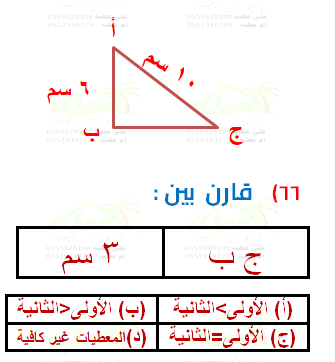 أ
١٠ سم
٦ سم
ب
ج
٦٦) قارن بين :
ج ب
٣ سم
(أ) الأولى>الثانية
(ب) الأولى<الثانية
(ج) الأولى=الثانية
(د)المعطيات غير كافية